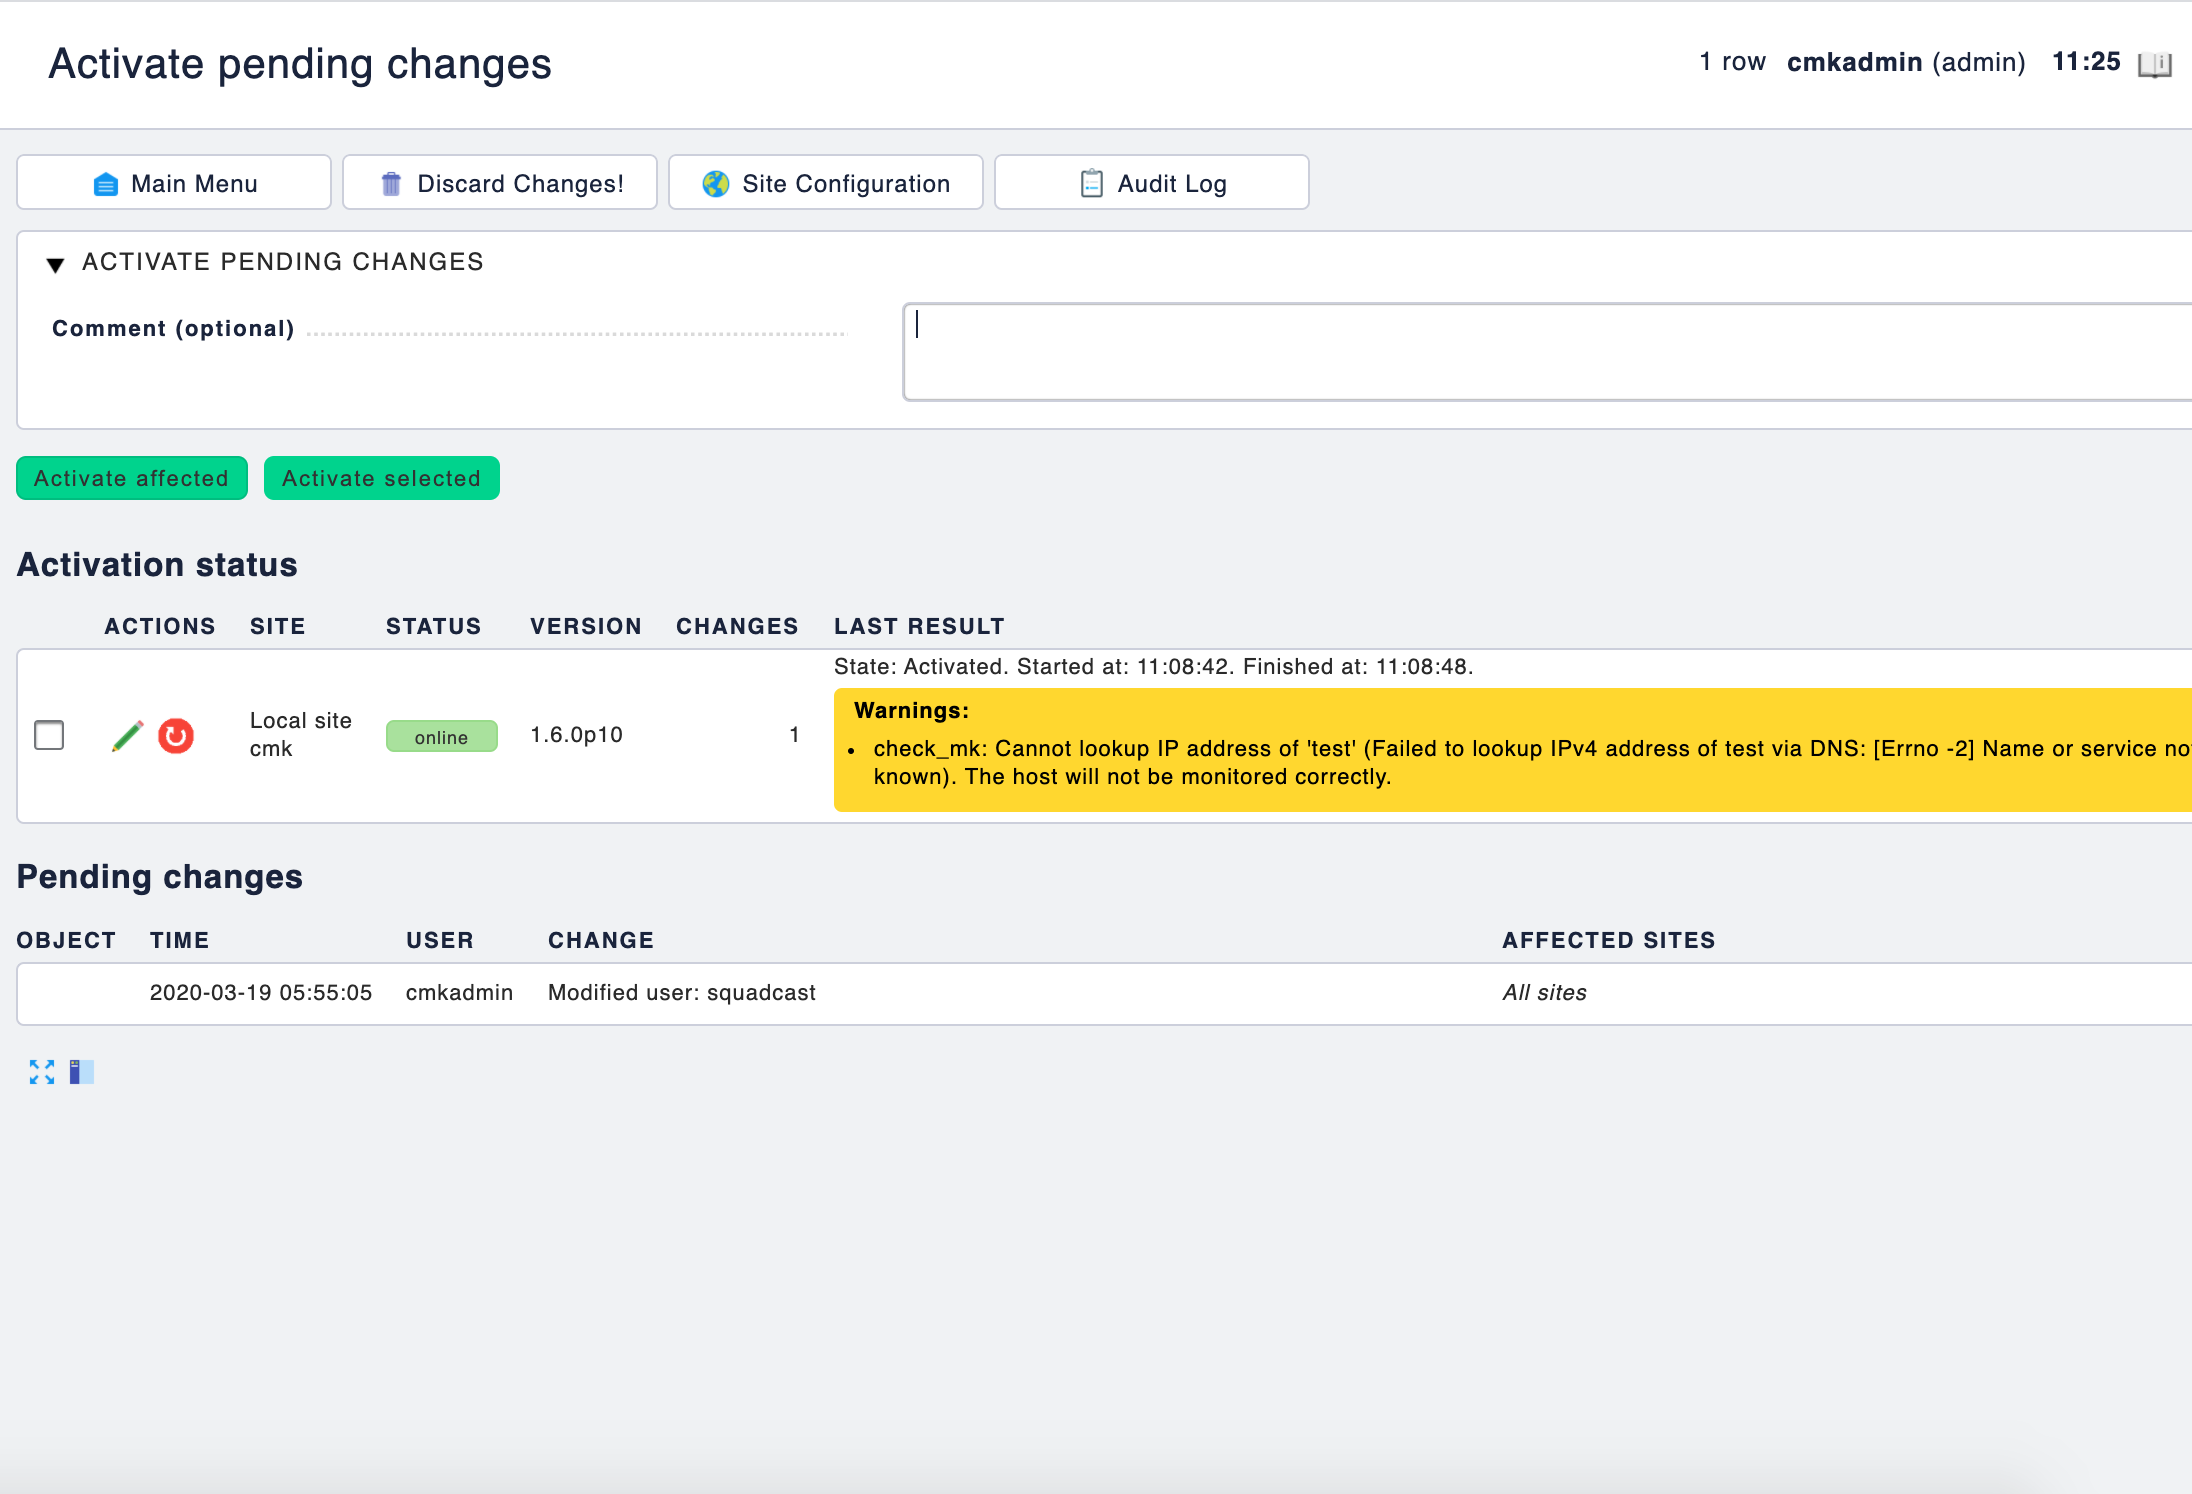 Activate pending changes
1 row cmkadmin (admin) 11:25
Main Menu
Discard Changes!
Site Configuration
Audit Log
ACTIVATE PENDING CHANGES
Comment (optional)
Activate affected
Activate selected
Activation status
ACTIONS SITE STATUS VERSION CHANGES LAST RESULT
State: Activated. Started at: 11:08:42. Finished at: 11:08:48.
Warnings:
Local site
cmk
online
1.6.0p10
1
• check_mk: Cannot lookup IP address of 'test' (Failed to lookup IPv4 address of test via DNS: [Errno -2] Name or service no
known). The host will not be monitored correctly.
Pending changes
OBJECT TIME USER CHANGE AFFECTED SITES
2020-03-19 05:55:05 cmkadmin Modified user: squadcast All sites